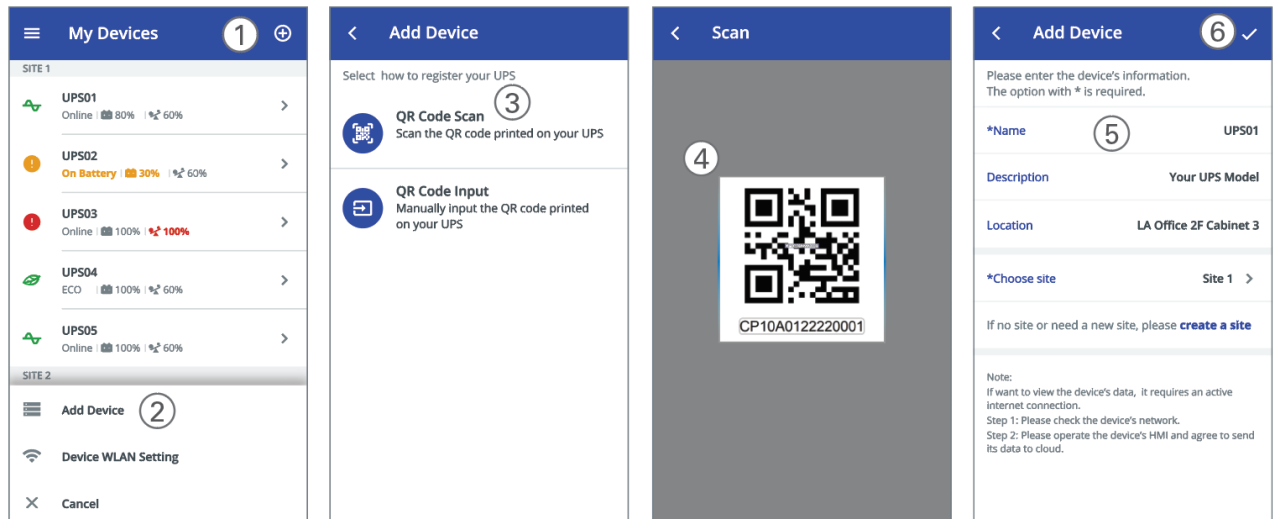 My Devices
1
SITE 1
UPS01
Online | 80% | 60%
UPS02
On Battery | 30% | 60%
UPS03
Online | 100% | 100%
UPS04
ECO | 100% | 60%
UPS05
Online | 100% | 60%
SITE 2
Add Device
2
Device WLAN Setting
Cancel
Add Device
Select how to register your UPS
3
QR Code Scan
Scan the QR code printed on your UPS
QR Code Input
Manually input the QR code printed
on your UPS
Scan
4
CP10A0122220001
Add Device
6
Please enter the device's information.
The option with * is required.
*Name UPS01
5
Description Your UPS Model
Location LA Office 2F Cabinet 3
*Choose site Site 1
If no site or need a new site, please create a site
Note:
If want to view the device's data, it requires an active
internet connection.
Step 1: Please check the device's network.
Step 2: Please operate the device's HMI and agree to send
its data to cloud.